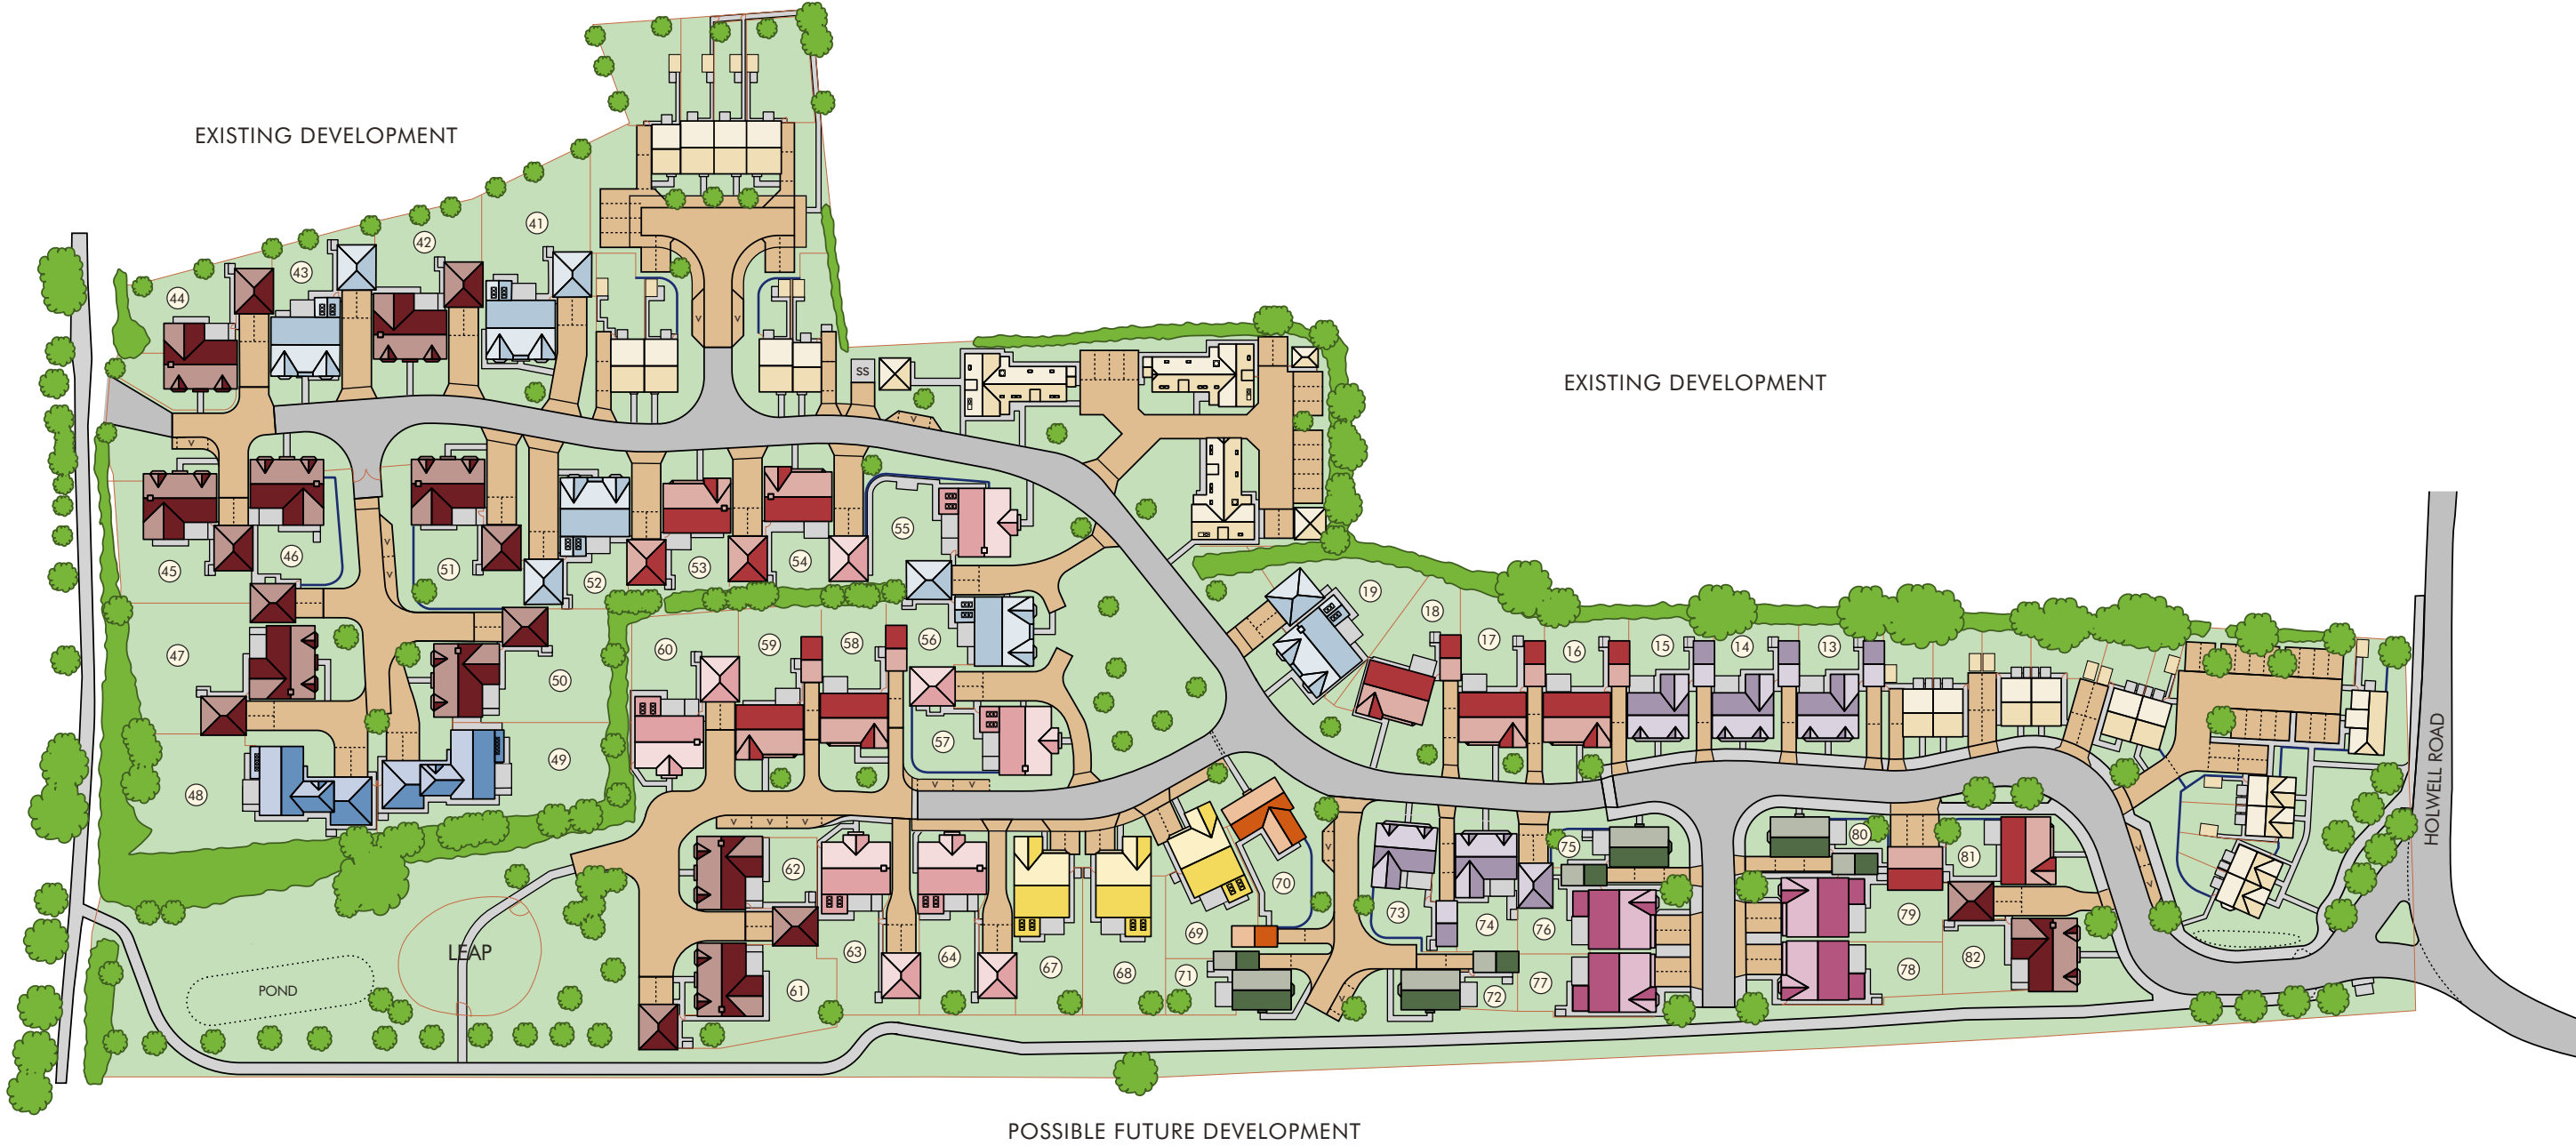 EXISTING DEVELOPMENT
41
42
43
44
V
V
SS
V
EXISTING DEVELOPMENT
V
V
45
46
51
52
53
54
55
V
47
48
49
50
60
59
58
56
57
19
18
17
16
15
14
13
HOLWELL ROAD
V V
V V V V
62
61
63
64
67
68
69
70
71
V
V
72
73
74
75
76
77
78
79
80
81
82
V
LEAP
POND
POSSIBLE FUTURE DEVELOPMENT